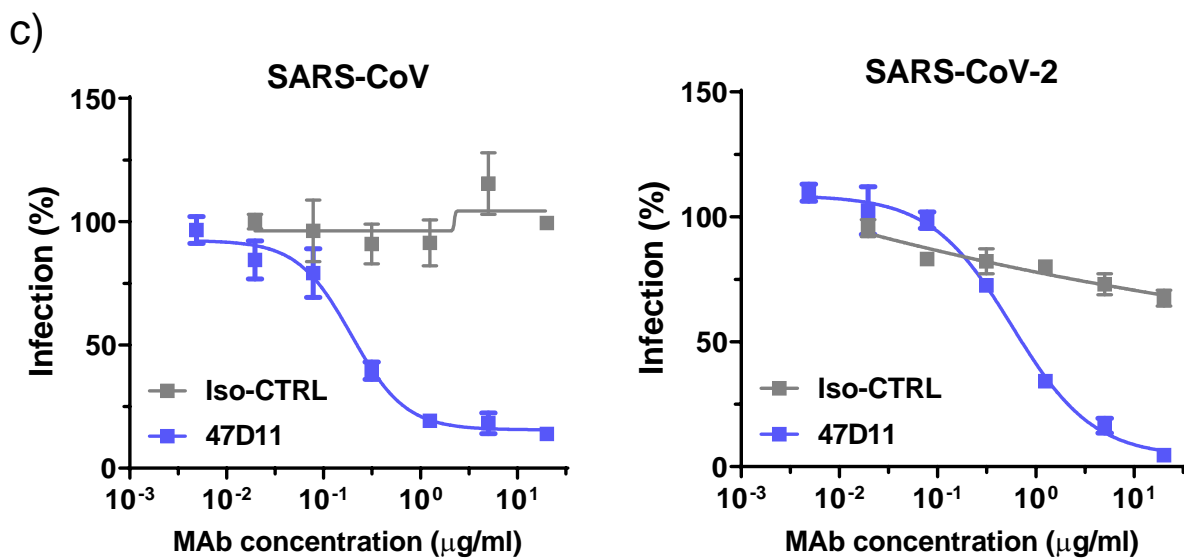 c)
SARS-CoV
150
100
50
0
Infection (%)
Iso-CTRL
47D11
10⁻³ 10⁻² 10⁻¹ 10⁰ 10¹
MAb concentration (μg/ml)
SARS-CoV-2
150
100
50
0
Infection (%)
Iso-CTRL
47D11
10⁻³ 10⁻² 10⁻¹ 10⁰ 10¹
MAb concentration (μg/ml)